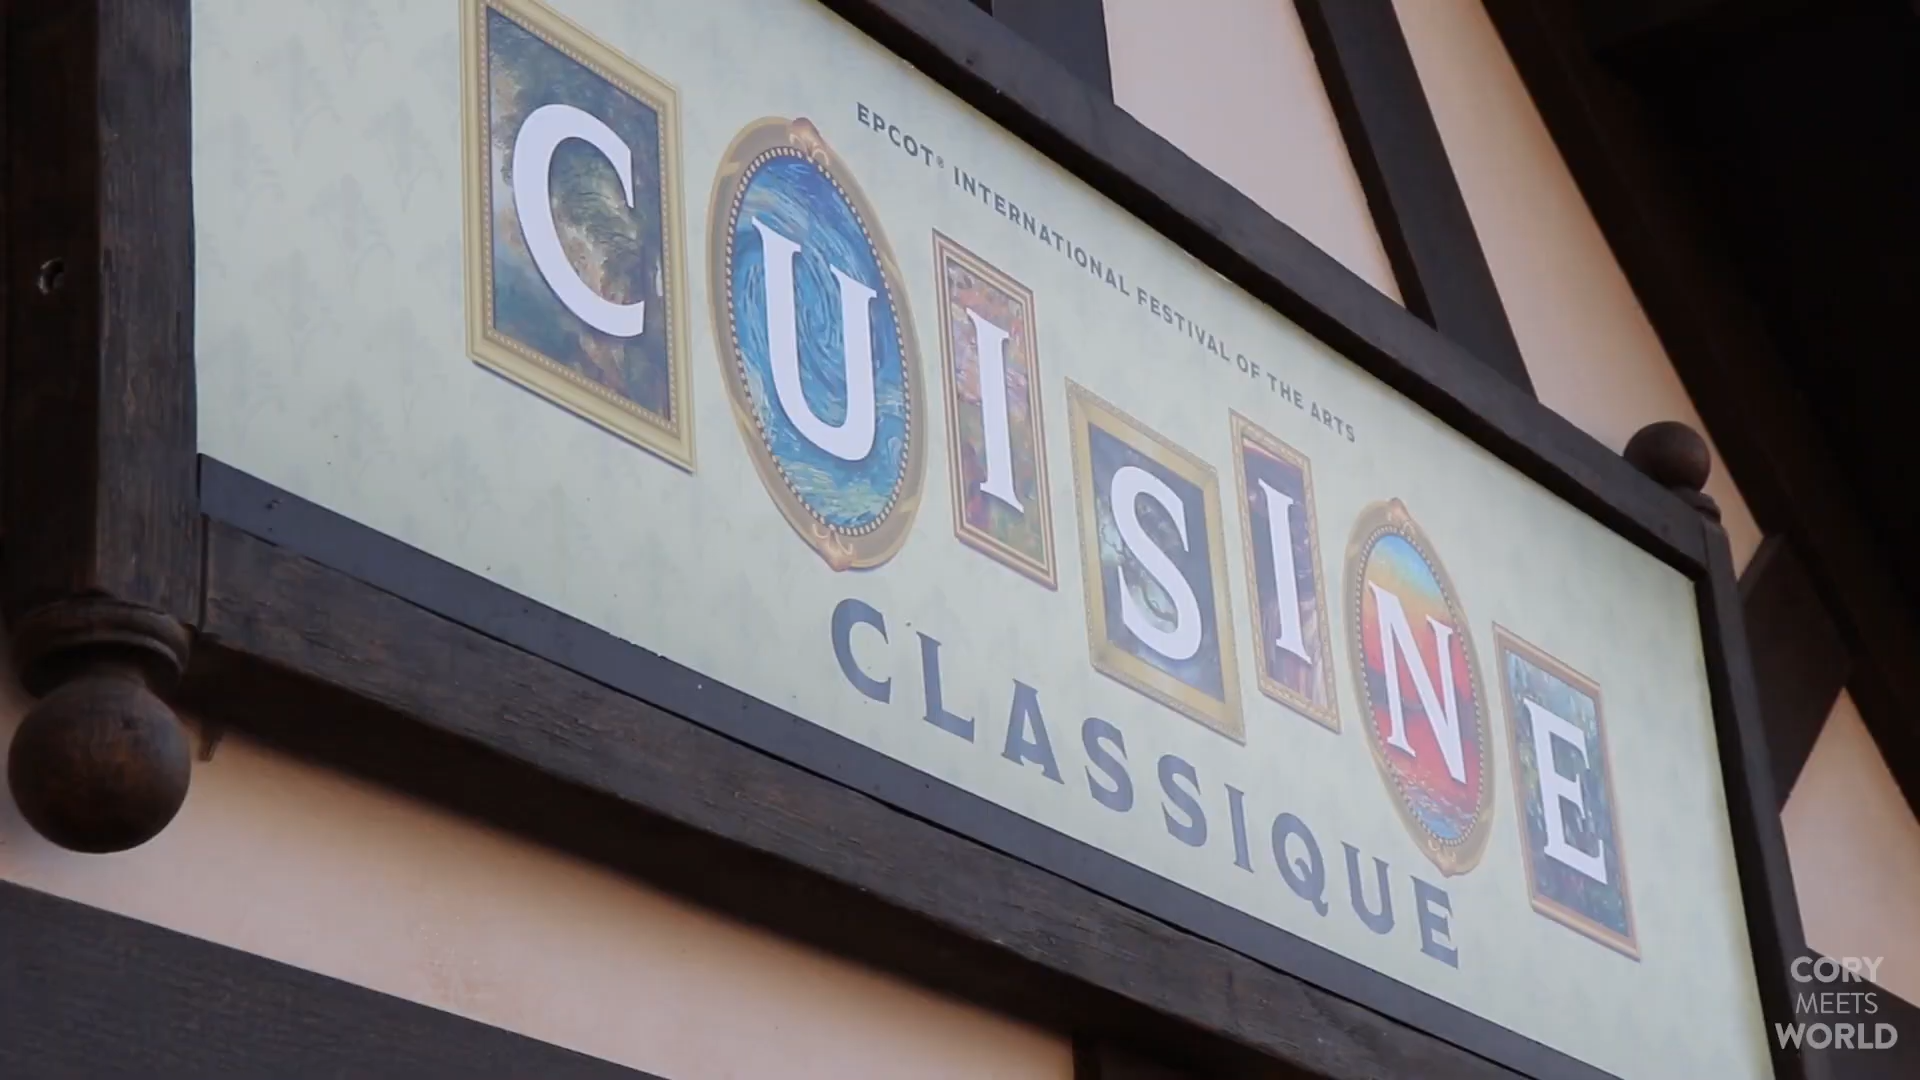 EPCOT® INTERNATIONAL FESTIVAL OF THE ARTS
CUISINE
CLASSIQUE
CORY
MEETS
WORLD